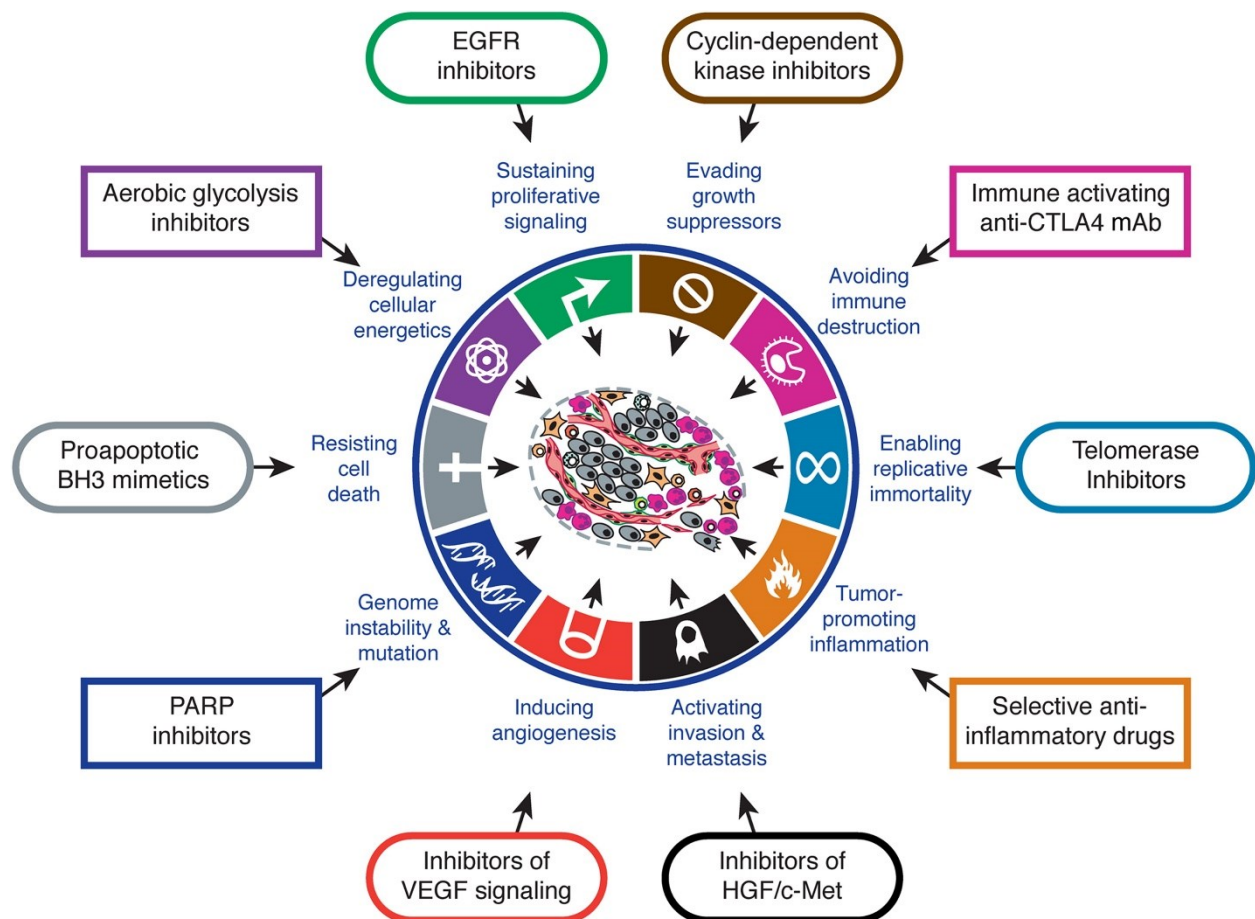 EGFR
inhibitors
Cyclin-dependent
kinase inhibitors
Sustaining
proliferative
signaling
Evading
growth
suppressors
Aerobic glycolysis
inhibitors
Immune activating
anti-CTLA4 mAb
Deregulating
cellular
energetics
Avoiding
immune
destruction
Proapoptotic
BH3 mimetics
Resisting
cell
death
Enabling
replicative
immortality
Telomerase
Inhibitors
Genome
instability &
mutation
Tumor-
promoting
inflammation
PARP
inhibitors
Inducing
angiogenesis
Activating
invasion &
metastasis
Selective anti-
inflammatory drugs
Inhibitors of
VEGF signaling
Inhibitors of
HGF/c-Met